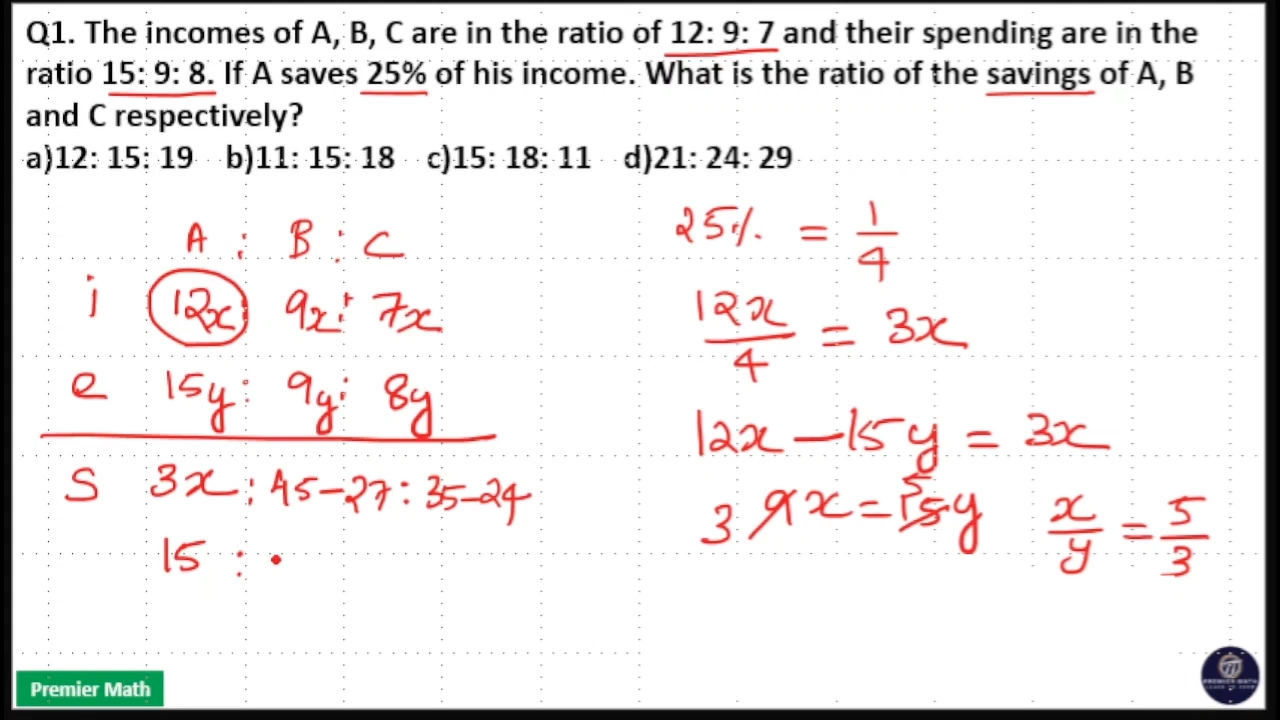 Q1. The incomes of A, B, C are in the ratio of 12: 9: 7 and their spending are in the
ratio 15: 9: 8. If A saves 25% of his income. What is the ratio of the savings of A, B
and C respectively?
a)12: 15: 19 b)11: 15: 18 c)15: 18: 11 d)21: 24: 29
A : B : C
i 12x : 9x : 7x
e 15y : 9y : 8y
S 3x : 45-27 : 35-24
15 :
25% = 1/4
12x/4 = 3x
12x - 15y = 3x
3 9x = 15y 5 x/y = 5/3
Premier Math
PREMIER MATH